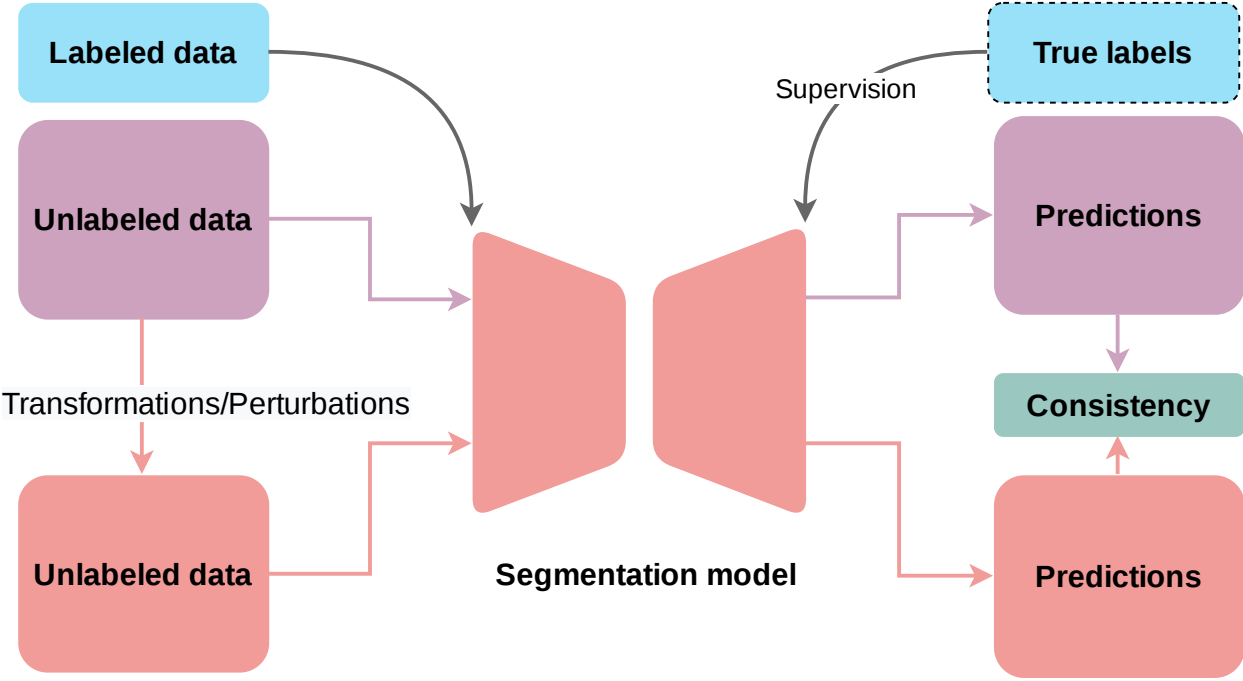 Labeled data
True labels
Supervision
Unlabeled data
Predictions
Transformations/Perturbations
Consistency
Unlabeled data
Segmentation model
Predictions